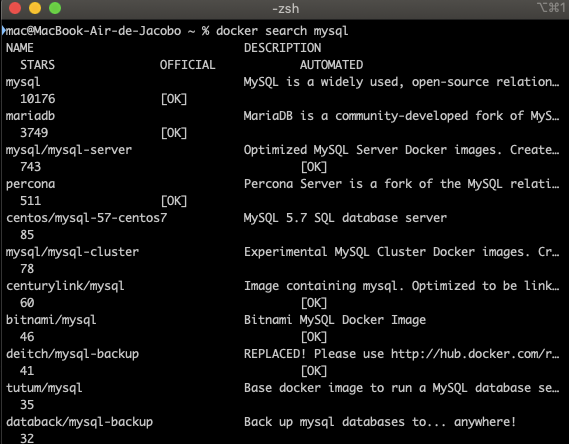 -zsh
⌥⌘1
mac@MacBook-Air-de-Jacobo ~ % docker search mysql
NAME DESCRIPTION
STARS OFFICIAL AUTOMATED
mysql MySQL is a widely used, open-source relation…
10176 [OK]
mariadb MariaDB is a community-developed fork of MyS…
3749 [OK]
mysql/mysql-server Optimized MySQL Server Docker images. Create…
743 [OK]
percona Percona Server is a fork of the MySQL relati…
511 [OK]
centos/mysql-57-centos7 MySQL 5.7 SQL database server
85
mysql/mysql-cluster Experimental MySQL Cluster Docker images. Cr…
78
centurylink/mysql Image containing mysql. Optimized to be link…
60 [OK]
bitnami/mysql Bitnami MySQL Docker Image
46 [OK]
deitch/mysql-backup REPLACED! Please use http://hub.docker.com/r…
41 [OK]
tutum/mysql Base docker image to run a MySQL database se…
35
databack/mysql-backup Back up mysql databases to... anywhere!
32